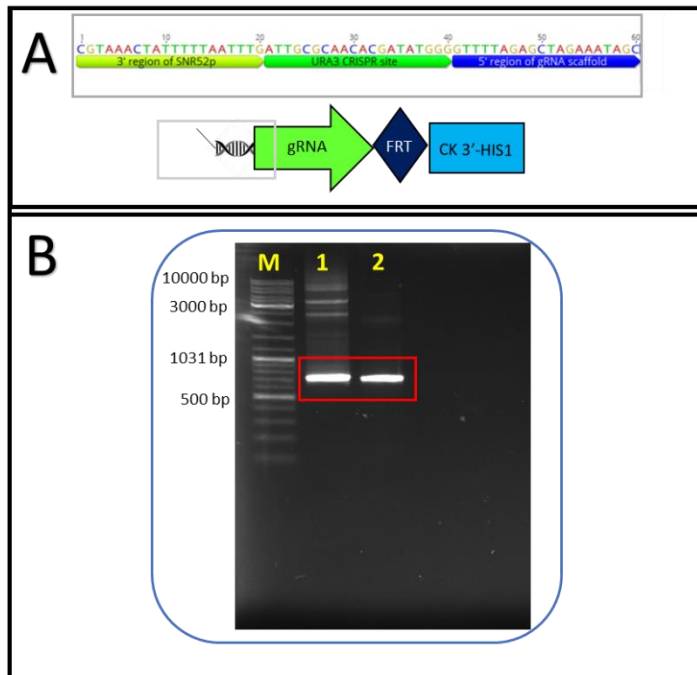 A
1 10 20 30 40 50 60
CGTAAACTATTTTTAATTTGATTGCGCAACACGATATGGGGTTTTAGAGCTAGAAATAGC
3' region of SNR52p URA3 CRISPR site 5' region of gRNA scaffold
gRNA FRT CK 3'-HIS1
B
M 1 2
10000 bp
3000 bp
1031 bp
500 bp